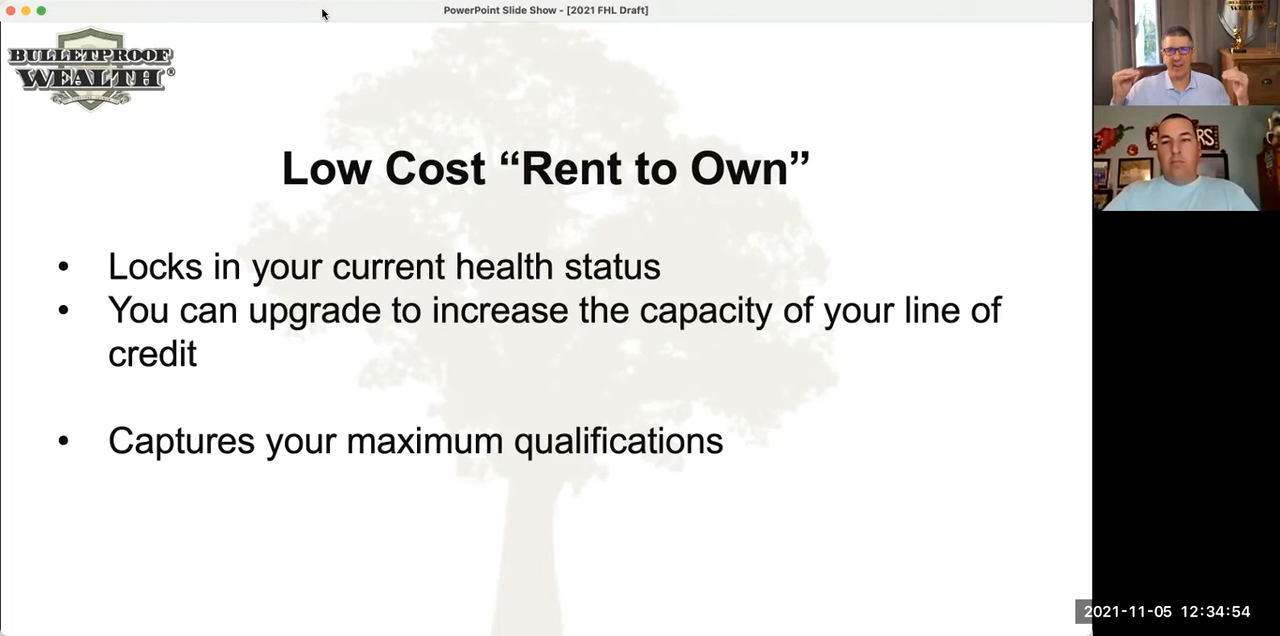 PowerPoint Slide Show - [2021 FHL Draft]
BULLETPROOF
WEALTH®
Low Cost “Rent to Own”
• Locks in your current health status
• You can upgrade to increase the capacity of your line of
credit
• Captures your maximum qualifications
WEALTH
RS
2021-11-05 12:34:54